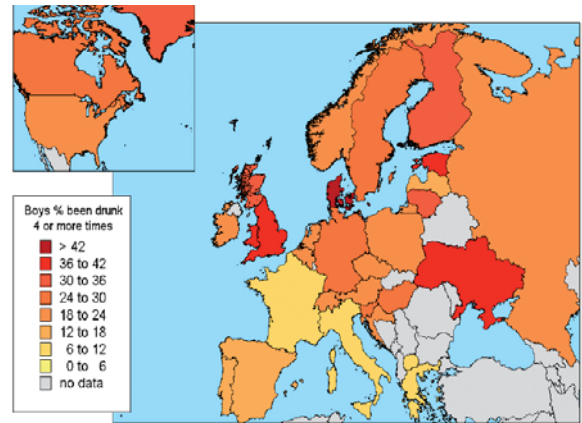 Boys % been drunk
4 or more times
> 42
36 to 42
30 to 36
24 to 30
18 to 24
12 to 18
6 to 12
0 to 6
no data